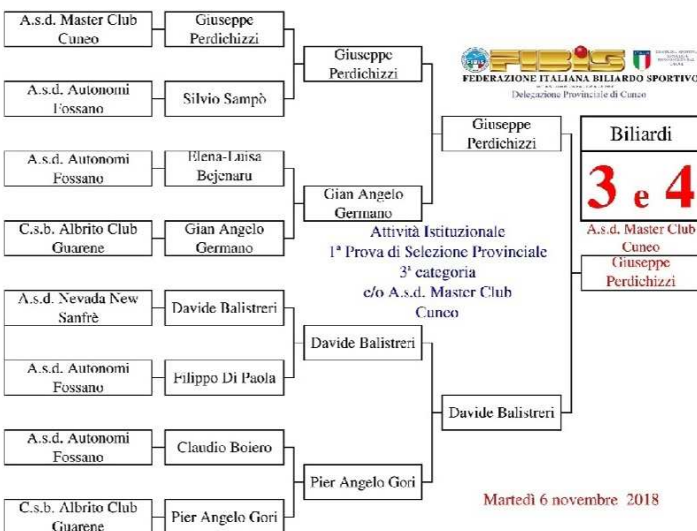 A.s.d. Master Club
Cuneo
Giuseppe
Perdichizzi
A.s.d. Autonomi
Fossano
Silvio Sampò
Giuseppe
Perdichizzi
A.s.d. Autonomi
Fossano
Elena-Luisa
Bejenaru
C.s.b. Albrito Club
Guarene
Gian Angelo
Germano
Gian Angelo
Germano
A.s.d. Nevada New
Sanfrè
Davide Balistreri
A.s.d. Autonomi
Fossano
Filippo Di Paola
Davide Balistreri
A.s.d. Autonomi
Fossano
Claudio Boiero
C.s.b. Albrito Club
Guarene
Pier Angelo Gori
Pier Angelo Gori
Giuseppe
Perdichizzi
Davide Balistreri
FIBiS
FEDERAZIONE ITALIANA BILIARDO SPORTIVO
Delegazione Provinciale di Cuneo
Biliardi
3 e 4
A.s.d. Master Club
Cuneo
Giuseppe
Perdichizzi
Attività Istituzionale
1ª Prova di Selezione Provinciale
3ª categoria
c/o A.s.d. Master Club
Cuneo
Martedì 6 novembre 2018